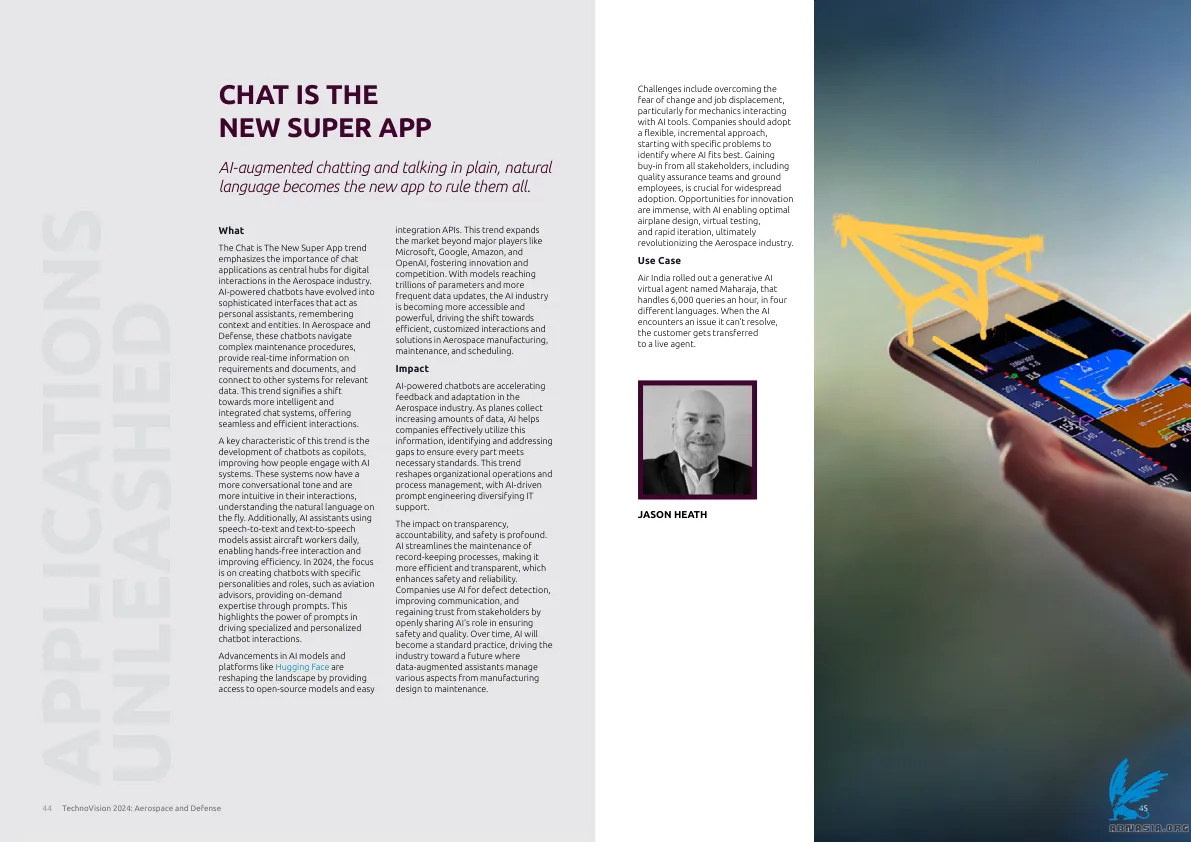 APPLICATIONS
UNLEASHED
CHAT IS THE
NEW SUPER APP
AI-augmented chatting and talking in plain, natural
language becomes the new app to rule them all.
What
The Chat is The New Super App trend
emphasizes the importance of chat
applications as central hubs for digital
interactions in the Aerospace industry.
AI-powered chatbots have evolved into
sophisticated interfaces that act as
personal assistants, remembering
context and entities. In Aerospace and
Defense, these chatbots navigate
complex maintenance procedures,
provide real-time information on
requirements and documents, and
connect to other systems for relevant
data. This trend signifies a shift
towards more intelligent and
integrated chat systems, offering
seamless and efficient interactions.
A key characteristic of this trend is the
development of chatbots as copilots,
improving how people engage with AI
systems. These systems now have a
more conversational tone and are
more intuitive in their interactions,
understanding the natural language on
the fly. Additionally, AI assistants using
speech-to-text and text-to-speech
models assist aircraft workers daily,
enabling hands-free interaction and
improving efficiency. In 2024, the focus
is on creating chatbots with specific
personalities and roles, such as aviation
advisors, providing on-demand
expertise through prompts. This
highlights the power of prompts in
driving specialized and personalized
chatbot interactions.
Advancements in AI models and
platforms like Hugging Face are
reshaping the landscape by providing
access to open-source models and easy
integration APIs. This trend expands
the market beyond major players like
Microsoft, Google, Amazon, and
OpenAI, fostering innovation and
competition. With models reaching
trillions of parameters and more
frequent data updates, the AI industry
is becoming more accessible and
powerful, driving the shift towards
efficient, customized interactions and
solutions in Aerospace manufacturing,
maintenance, and scheduling.
Impact
AI-powered chatbots are accelerating
feedback and adaptation in the
Aerospace industry. As planes collect
increasing amounts of data, AI helps
companies effectively utilize this
information, identifying and addressing
gaps to ensure every part meets
necessary standards. This trend
reshapes organizational operations and
process management, with AI-driven
prompt engineering diversifying IT
support.
The impact on transparency,
accountability, and safety is profound.
AI streamlines the maintenance of
record-keeping processes, making it
more efficient and transparent, which
enhances safety and reliability.
Companies use AI for defect detection,
improving communication, and
regaining trust from stakeholders by
openly sharing AI's role in ensuring
safety and quality. Over time, AI will
become a standard practice, driving the
industry toward a future where
data-augmented assistants manage
various aspects from manufacturing
design to maintenance.
Challenges include overcoming the
fear of change and job displacement,
particularly for mechanics interacting
with AI tools. Companies should adopt
a flexible, incremental approach,
starting with specific problems to
identify where AI fits best. Gaining
buy-in from all stakeholders, including
quality assurance teams and ground
employees, is crucial for widespread
adoption. Opportunities for innovation
are immense, with AI enabling optimal
airplane design, virtual testing,
and rapid iteration, ultimately
revolutionizing the Aerospace industry.
Use Case
Air India rolled out a generative AI
virtual agent named Maharaja, that
handles 6,000 queries an hour, in four
different languages. When the AI
encounters an issue it can't resolve,
the customer gets transferred
to a live agent.
JASON HEATH
44 TechnoVision 2024: Aerospace and Defense
45
ABNASIA.ORG